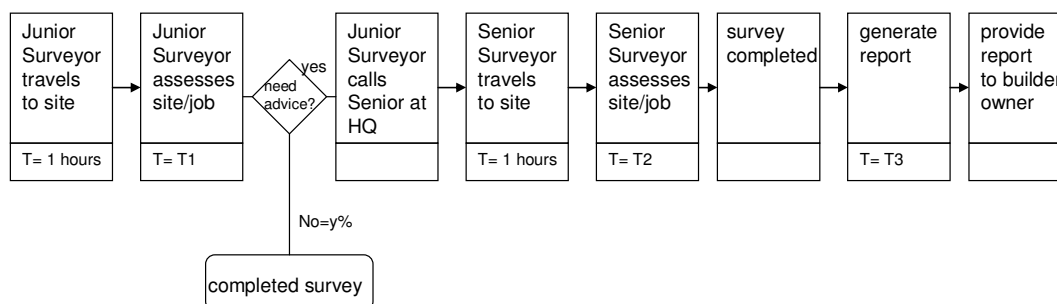 Junior
Surveyor
travels
to site
T= 1 hours
Junior
Surveyor
assesses
site/job
T= T1
need
advice?
yes
No=y%
completed survey
Junior
Surveyor
calls
Senior at
HQ
Senior
Surveyor
travels
to site
T= 1 hours
Senior
Surveyor
assesses
site/job
T= T2
survey
completed
generate
report
T= T3
provide
report
to builder
owner